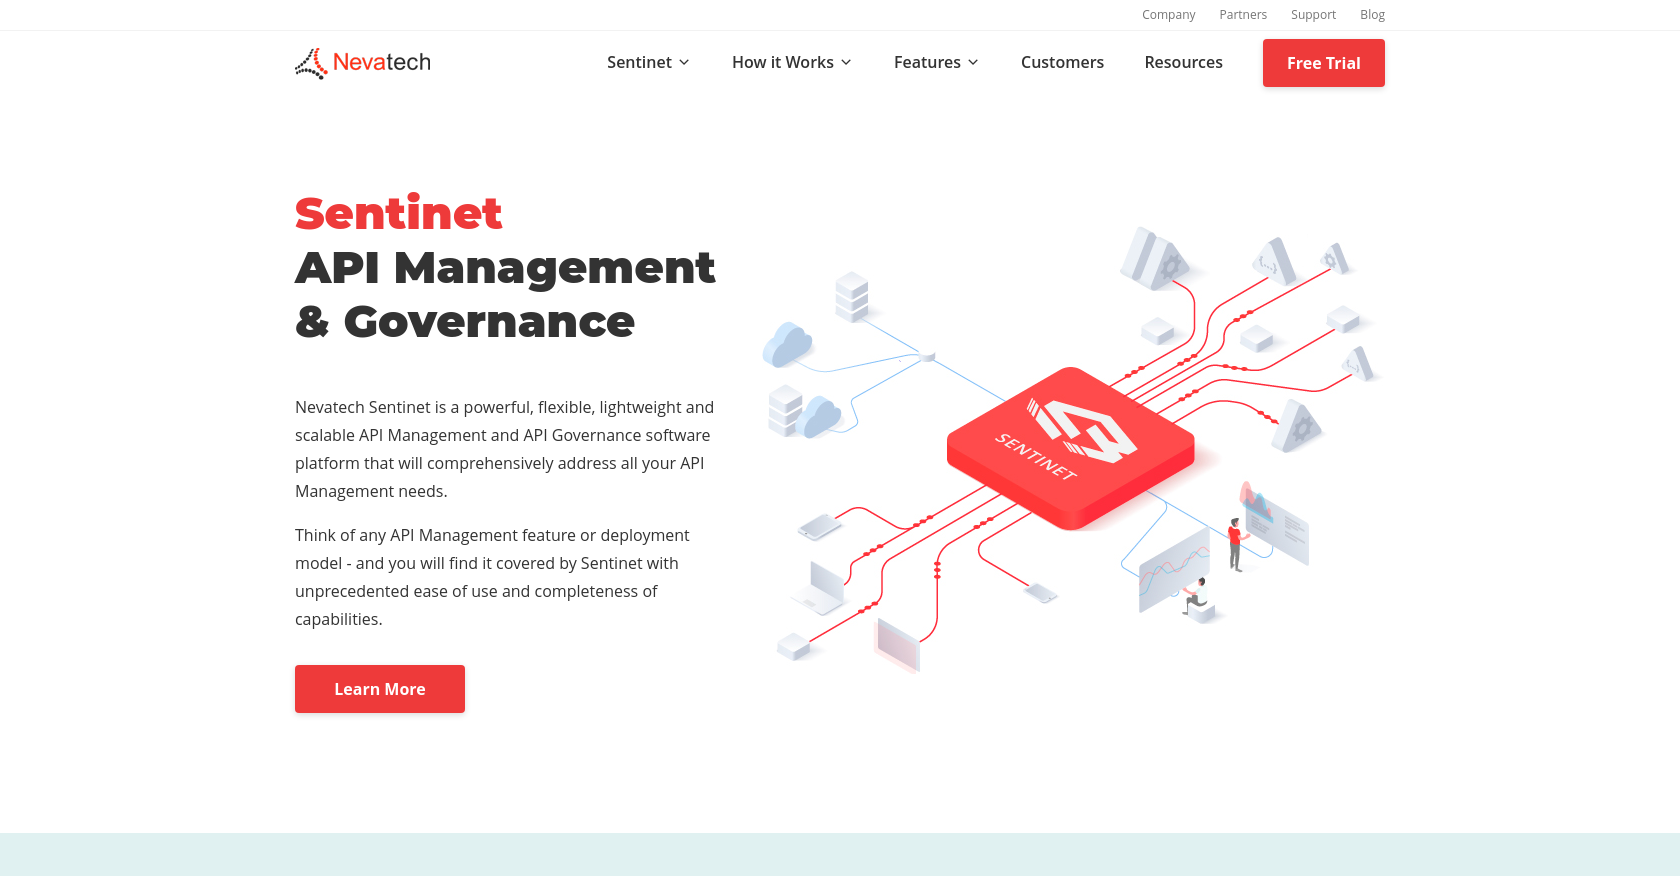 Company Partners Support Blog
Nevatech
Sentinet How it Works Features Customers Resources Free Trial
Sentinet
API Management
& Governance
Nevatech Sentinet is a powerful, flexible, lightweight and
scalable API Management and API Governance software
platform that will comprehensively address all your API
Management needs.
Think of any API Management feature or deployment
model - and you will find it covered by Sentinet with
unprecedented ease of use and completeness of
capabilities.
Learn More
SENTINET